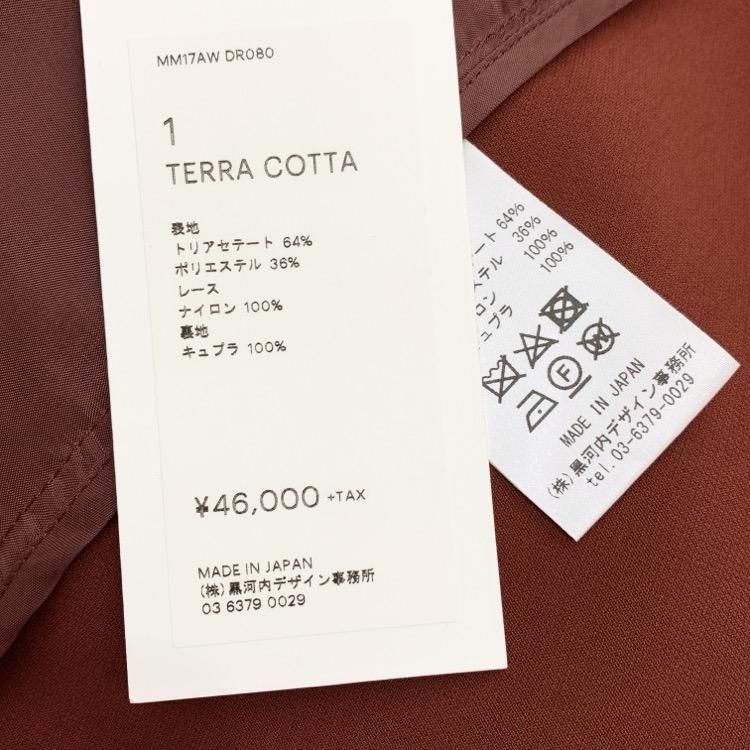 MM17AW DR080
1
TERRA COTTA
表地
トリアセテート 64%
ポリエステル 36%
レース
ナイロン 100%
裏地
キュプラ 100%
¥46,000 +TAX
MADE IN JAPAN
(株)黒河内デザイン事務所
03 6379 0029
テート 64%
ステル 36%
ン 100%
ュプラ 100%
F
W
MADE IN JAPAN
(株)黒河内デザイン事務所
tel. 03-6379-0029